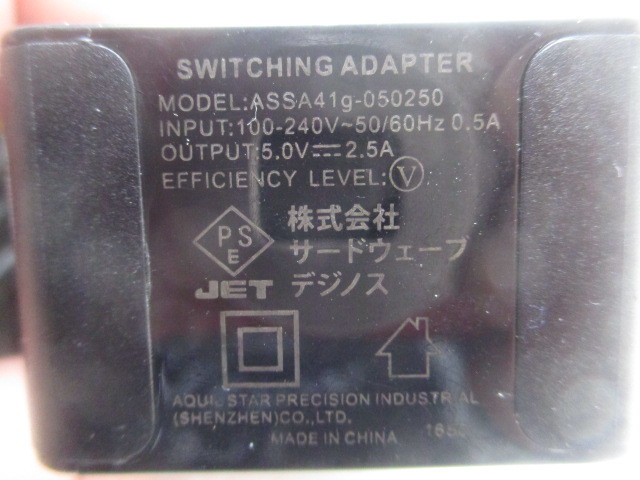 SWITCHING ADAPTER
MODEL:ASSA41g-050250
INPUT:100-240V~50/60Hz 0.5A
OUTPUT:5.0V⎓2.5A
EFFICIENCY LEVEL:Ⓥ
PSE
株式会社
サードウェーブ
JET デジノス
STAR PRECISION INDUSTRIAL
(SHENZHEN)CO.,LTD.
MADE IN CHINA